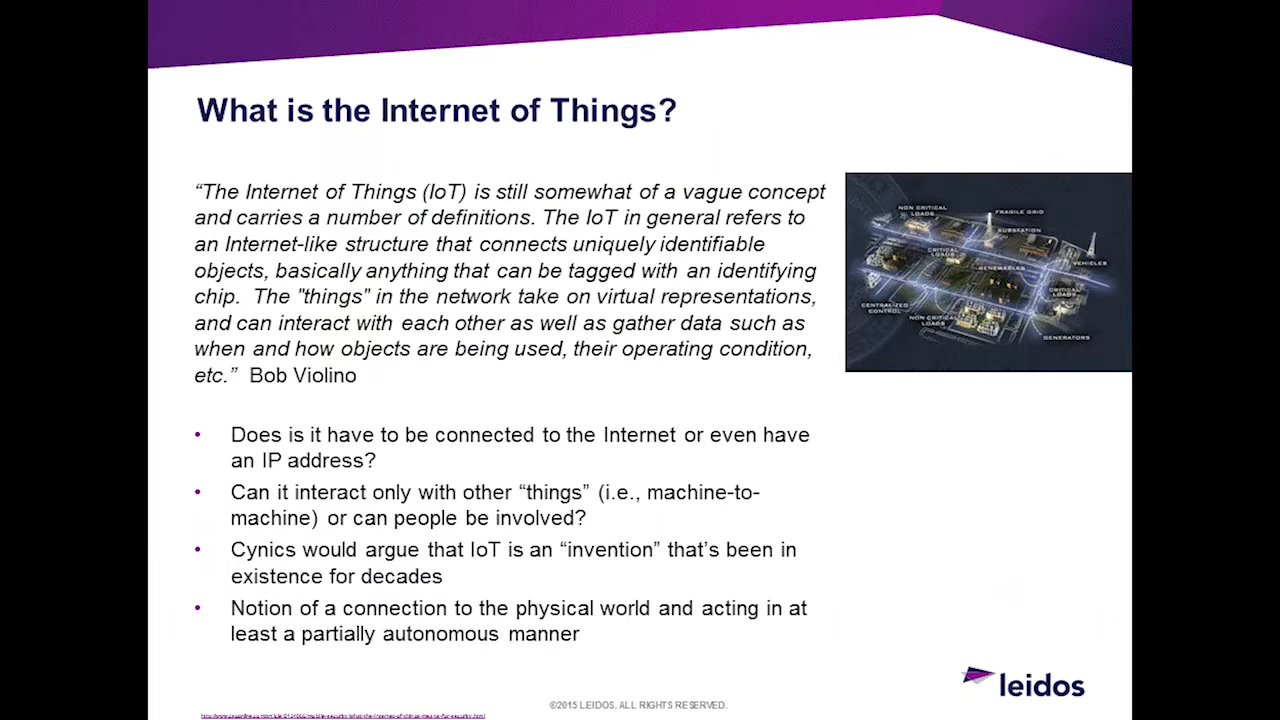 What is the Internet of Things?
“The Internet of Things (IoT) is still somewhat of a vague concept
and carries a number of definitions. The IoT in general refers to
an Internet-like structure that connects uniquely identifiable
objects, basically anything that can be tagged with an identifying
chip.  The "things" in the network take on virtual representations,
and can interact with each other as well as gather data such as
when and how objects are being used, their operating condition,
etc.”  Bob Violino
NON CRITICAL
LOADS
FRAGILE GRID
SUBSTATION
CRITICAL
LOADS
RENEWABLES
VEHICLES
CRITICAL
LOADS
CENTRALIZED
CONTROL
NON CRITICAL
LOADS
GENERATORS
• Does is it have to be connected to the Internet or even have
an IP address?
• Can it interact only with other “things” (i.e., machine-to-
machine) or can people be involved?
• Cynics would argue that IoT is an “invention” that’s been in
existence for decades
• Notion of a connection to the physical world and acting in at
least a partially autonomous manner
leidos
©2015 LEIDOS. ALL RIGHTS RESERVED.